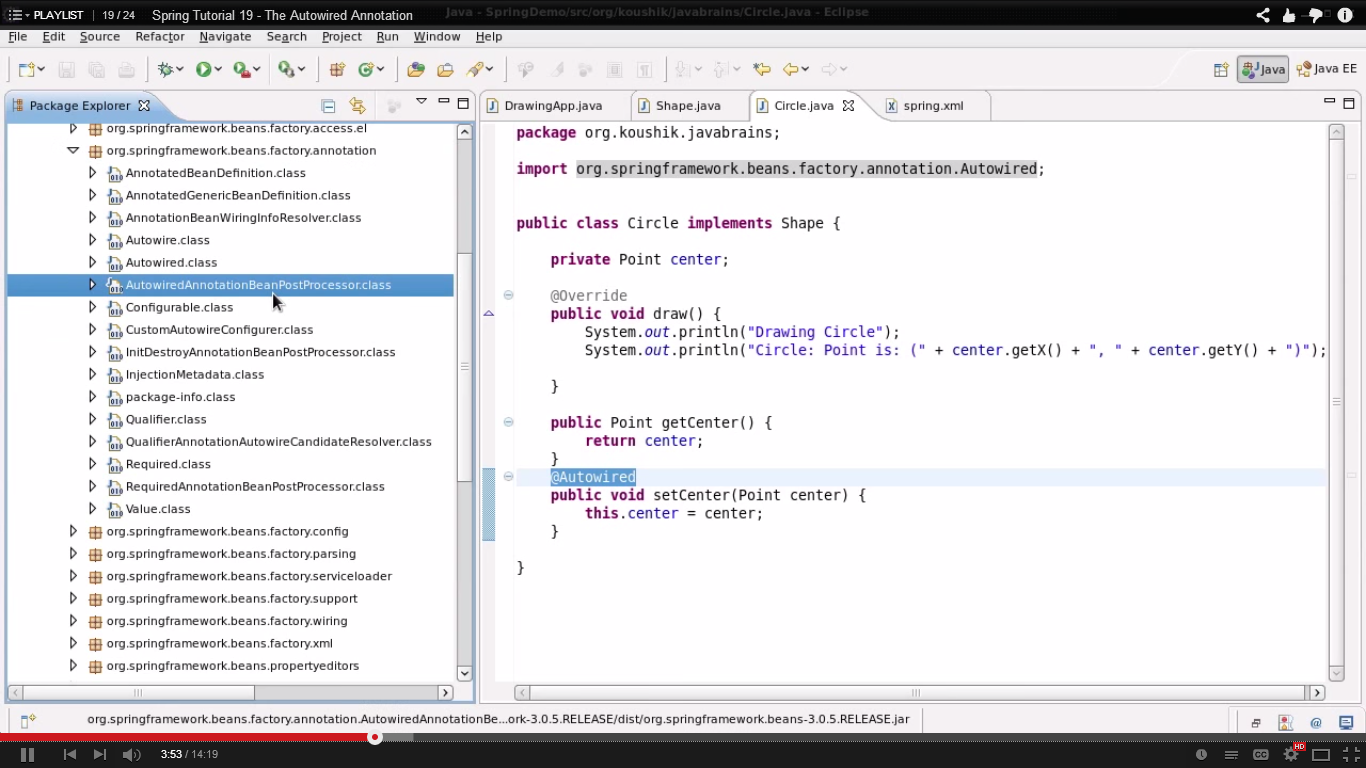 PLAYLIST 19/24 Spring Tutorial 19 - The Autowired Annotation
Java - SpringDemo/src/org/koushik/javabrains/Circle.java - Eclipse
File Edit Source Refactor Navigate Search Project Run Window Help
Java Java EE
Package Explorer
org.springframework.beans.factory.access.el
org.springframework.beans.factory.annotation
AnnotatedBeanDefinition.class
AnnotatedGenericBeanDefinition.class
AnnotationBeanWiringInfoResolver.class
Autowire.class
Autowired.class
AutowiredAnnotationBeanPostProcessor.class
Configurable.class
CustomAutowireConfigurer.class
InitDestroyAnnotationBeanPostProcessor.class
InjectionMetadata.class
package-info.class
Qualifier.class
QualifierAnnotationAutowireCandidateResolver.class
Required.class
RequiredAnnotationBeanPostProcessor.class
Value.class
org.springframework.beans.factory.config
org.springframework.beans.factory.parsing
org.springframework.beans.factory.serviceloader
org.springframework.beans.factory.support
org.springframework.beans.factory.wiring
org.springframework.beans.factory.xml
org.springframework.beans.propertyeditors
DrawingApp.java Shape.java Circle.java spring.xml
package org.koushik.javabrains;
import org.springframework.beans.factory.annotation.Autowired;
public class Circle implements Shape {
private Point center;
@Override
public void draw() {
System.out.println("Drawing Circle");
System.out.println("Circle: Point is: (" + center.getX() + ", " + center.getY() + ")");
}
public Point getCenter() {
return center;
}
@Autowired
public void setCenter(Point center) {
this.center = center;
}
}
org.springframework.beans.factory.annotation.AutowiredAnnotationBe...ork-3.0.5.RELEASE/dist/org.springframework.beans-3.0.5.RELEASE.jar
3:53 / 14:19
CC HD